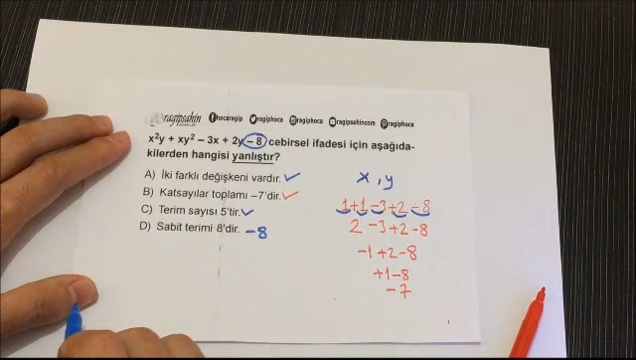 ragipsahin hocaragip ragiphoca ragiphoca ragipsahincom ragiphoca
x²y + xy² – 3x + 2y – 8 cebirsel ifadesi için aşağıda-
kilerden hangisi yanlıştır?
A) İki farklı değişkeni vardır.
B) Katsayılar toplamı –7'dir.
C) Terim sayısı 5'tir.
D) Sabit terimi 8'dir. -8
x, y
1+1-3+2-8
2-3+2-8
-1+2-8
+1-8
-7